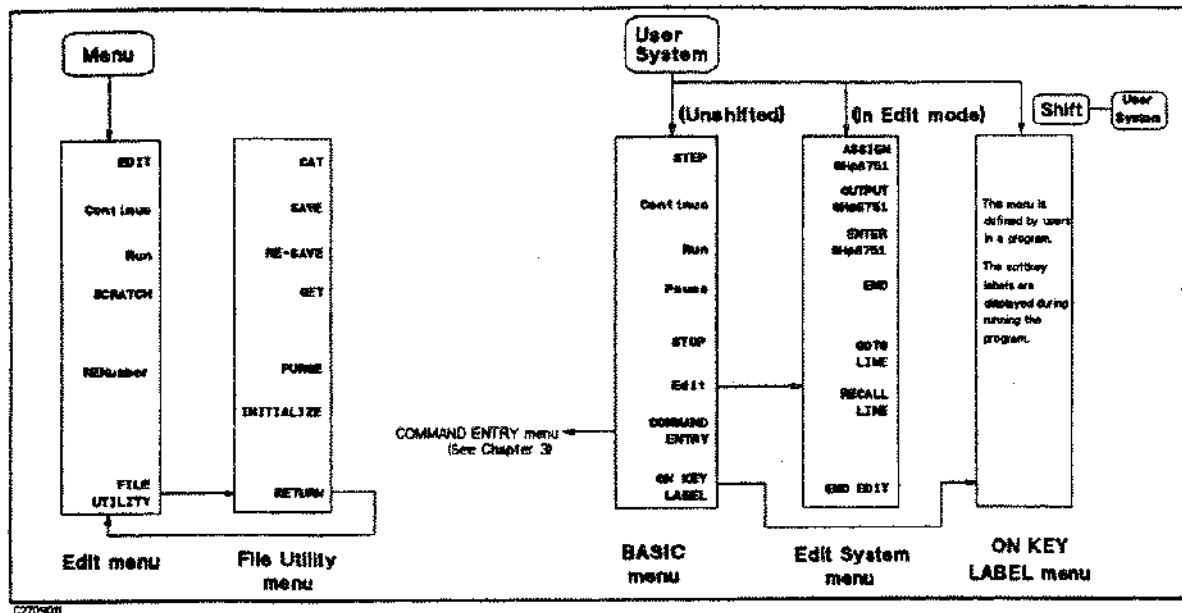 Menu
EDIT
Continue
Run
SCRATCH
RENumber
FILE
UTILITY
Edit menu
CAT
SAVE
RE-SAVE
GET
PURGE
INITIALIZE
RETURN
File Utility
menu
User
System
(Unshifted)
STEP
Continue
Run
Pause
STOP
Edit
COMMAND
ENTRY
ON KEY
LABEL
COMMAND ENTRY menu
(See Chapter 3)
BASIC
menu
(In Edit mode)
ASSIGN
@Hp8751
OUTPUT
@Hp8751
ENTER
@Hp8751
END
GOTO
LINE
RECALL
LINE
END EDIT
Edit System
menu
Shift
User
System
The menu is
defined by users
in a program.
The softkey
labels are
displayed during
running the
program.
ON KEY
LABEL menu
C2709011